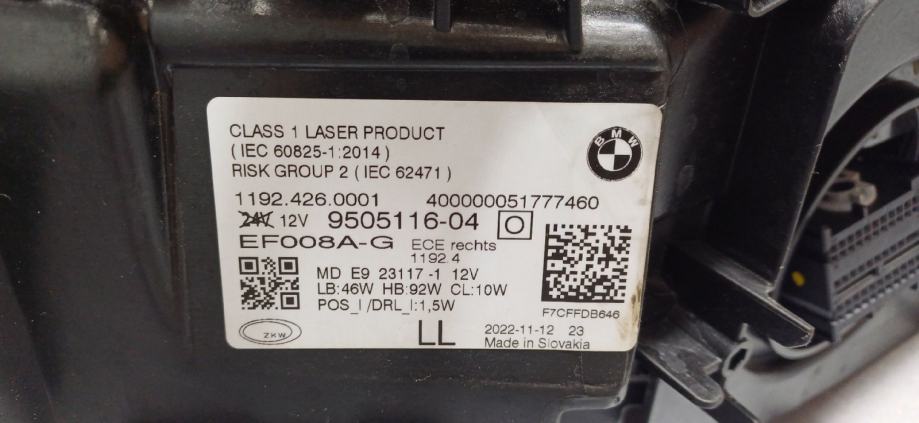 CLASS 1 LASER PRODUCT
( IEC 60825-1:2014 )
RISK GROUP 2 ( IEC 62471 )
BMW
1192.426.0001 400000051777460
24V 12V 9505116-04 O
EF008A-G ECE rechts
1192.4
MD E9 23117 -1 12V
LB:46W HB:92W CL:10W
POS_I /DRL_I:1,5W
F7CFFDB646
ZKW
LL
2022-11-12 23
Made in Slovakia